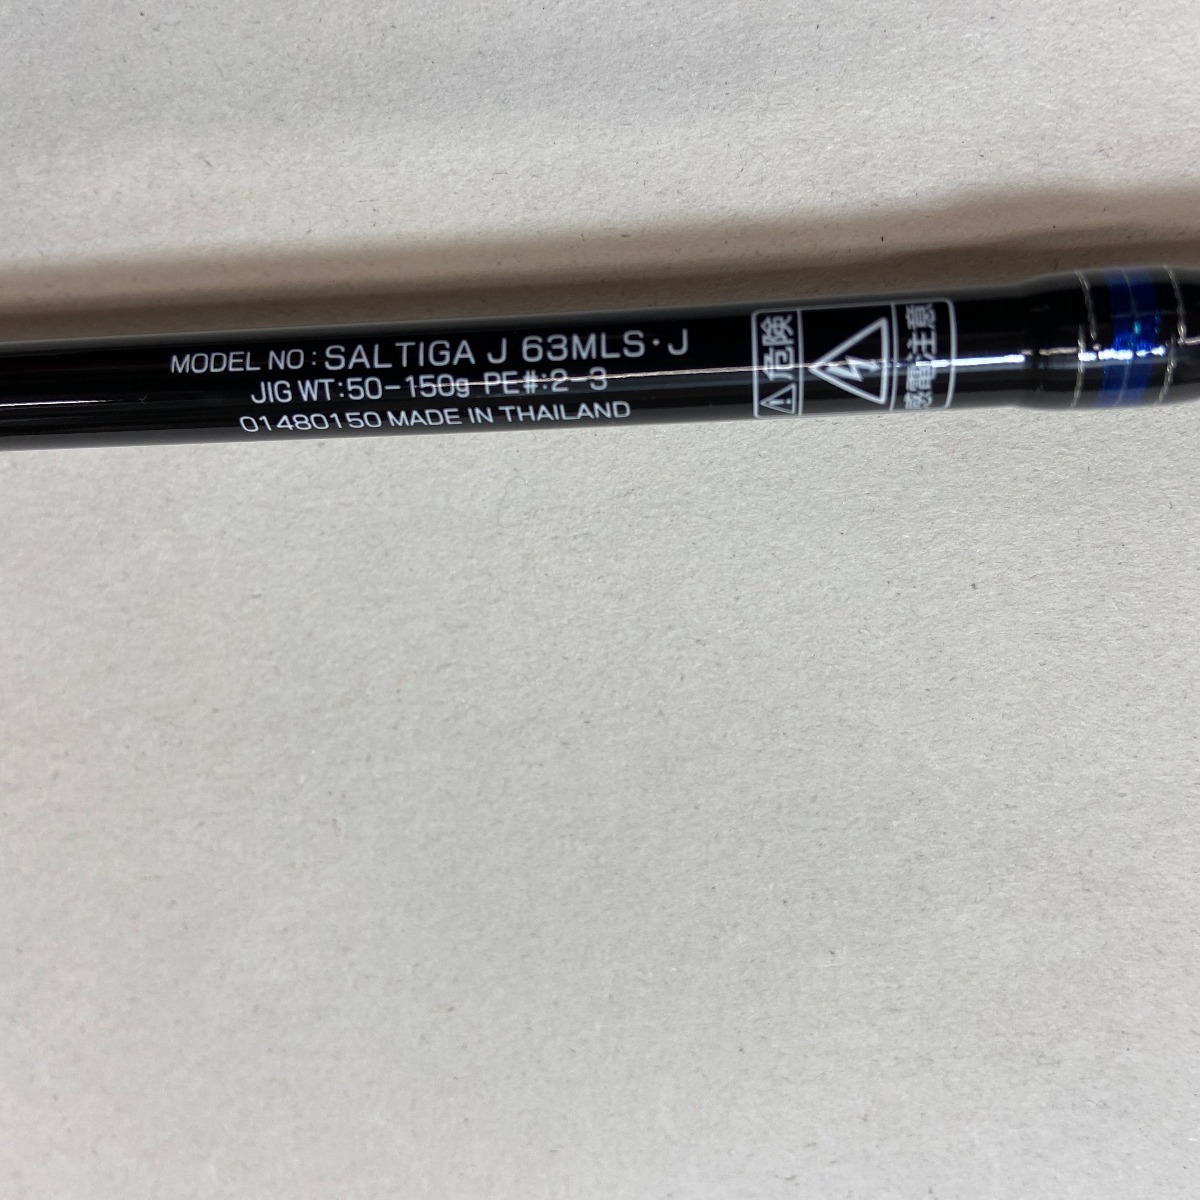 MODEL NO : SALTIGA J 63MLS・J
JIG WT:50-150g PE#:2-3
01480150 MADE IN THAILAND
危険
感電注意